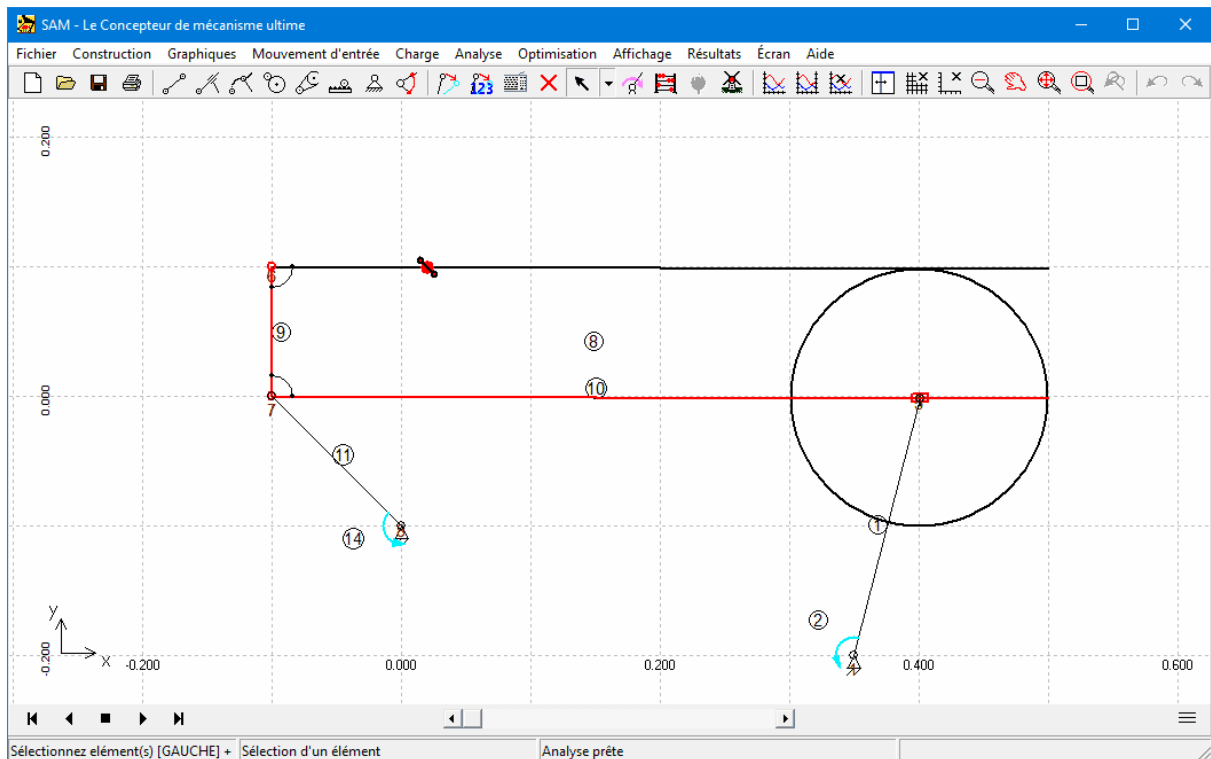 SAM - Le Concepteur de mécanisme ultime
Fichier Construction Graphiques Mouvement d'entrée Charge Analyse Optimisation Affichage Résultats Écran Aide
123
0.200
6
9
8
0.000
10
7
11
14
1
2
y
x
-0.200
-0.200 0.000 0.200 0.400 0.600
Sélectionnez elément(s) [GAUCHE] + Sélection d'un élément Analyse prête